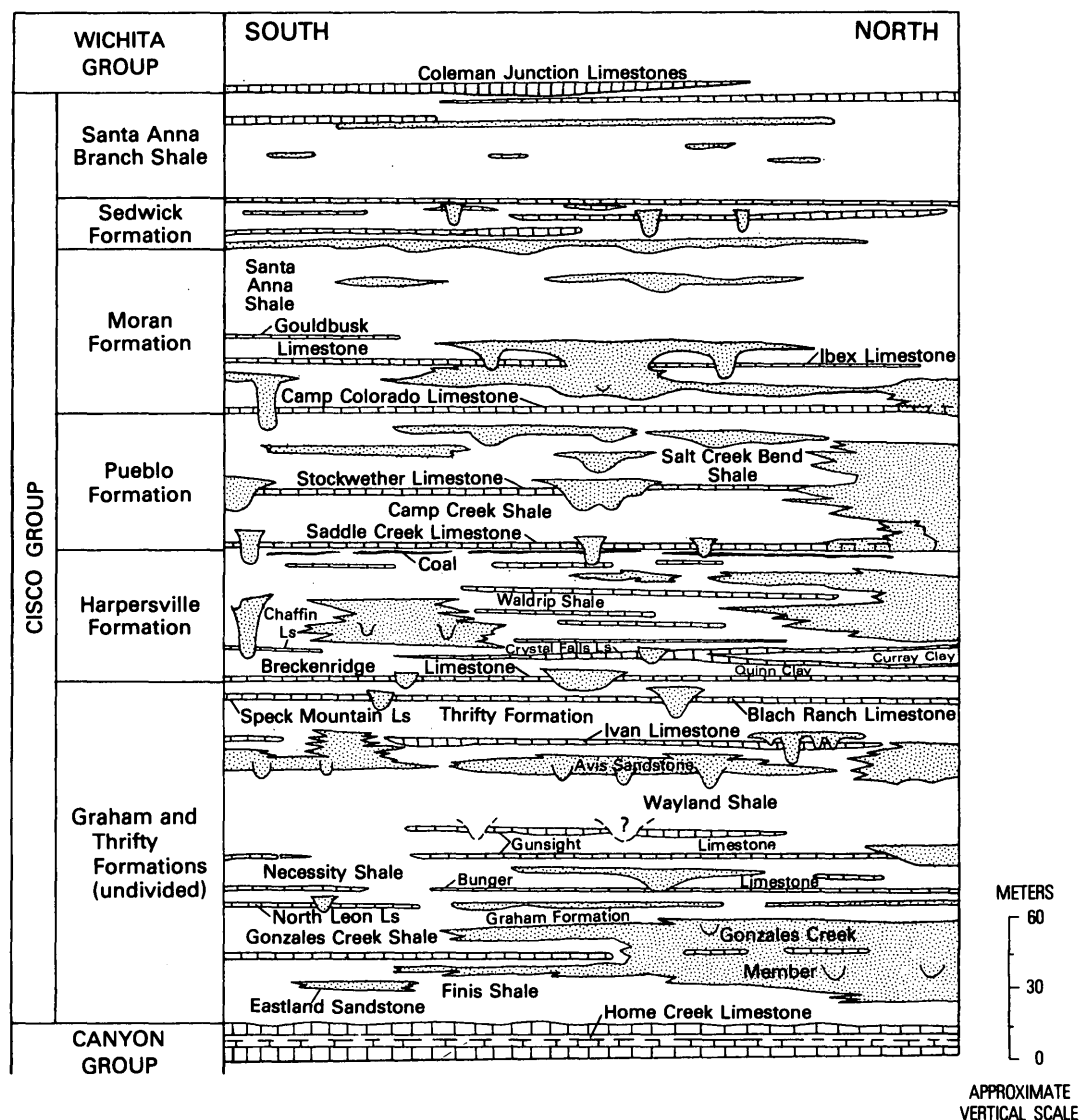 WICHITA
GROUP
SOUTH
NORTH
Coleman Junction Limestones
CISCO GROUP
Santa Anna
Branch Shale
Sedwick
Formation
Moran
Formation
Santa
Anna
Shale
Gouldbusk
Limestone
Ibex Limestone
Camp Colorado Limestone
Pueblo
Formation
Salt Creek Bend
Shale
Stockwether Limestone
Camp Creek Shale
Saddle Creek Limestone
Harpersville
Formation
Coal
Waldrip Shale
Chaffin
Ls
Crystal Falls Ls
Curray Clay
Breckenridge Limestone
Quinn Clay
Graham and
Thrifty
Formations
(undivided)
Speck Mountain Ls
Thrifty Formation
Blach Ranch Limestone
Ivan Limestone
Avis Sandstone
Wayland Shale
?
Gunsight Limestone
Necessity Shale
Bunger Limestone
North Leon Ls
Graham Formation
Gonzales Creek Shale
Gonzales Creek
Member
Finis Shale
Eastland Sandstone
Home Creek Limestone
CANYON
GROUP
METERS
60
30
0
APPROXIMATE
VERTICAL SCALE